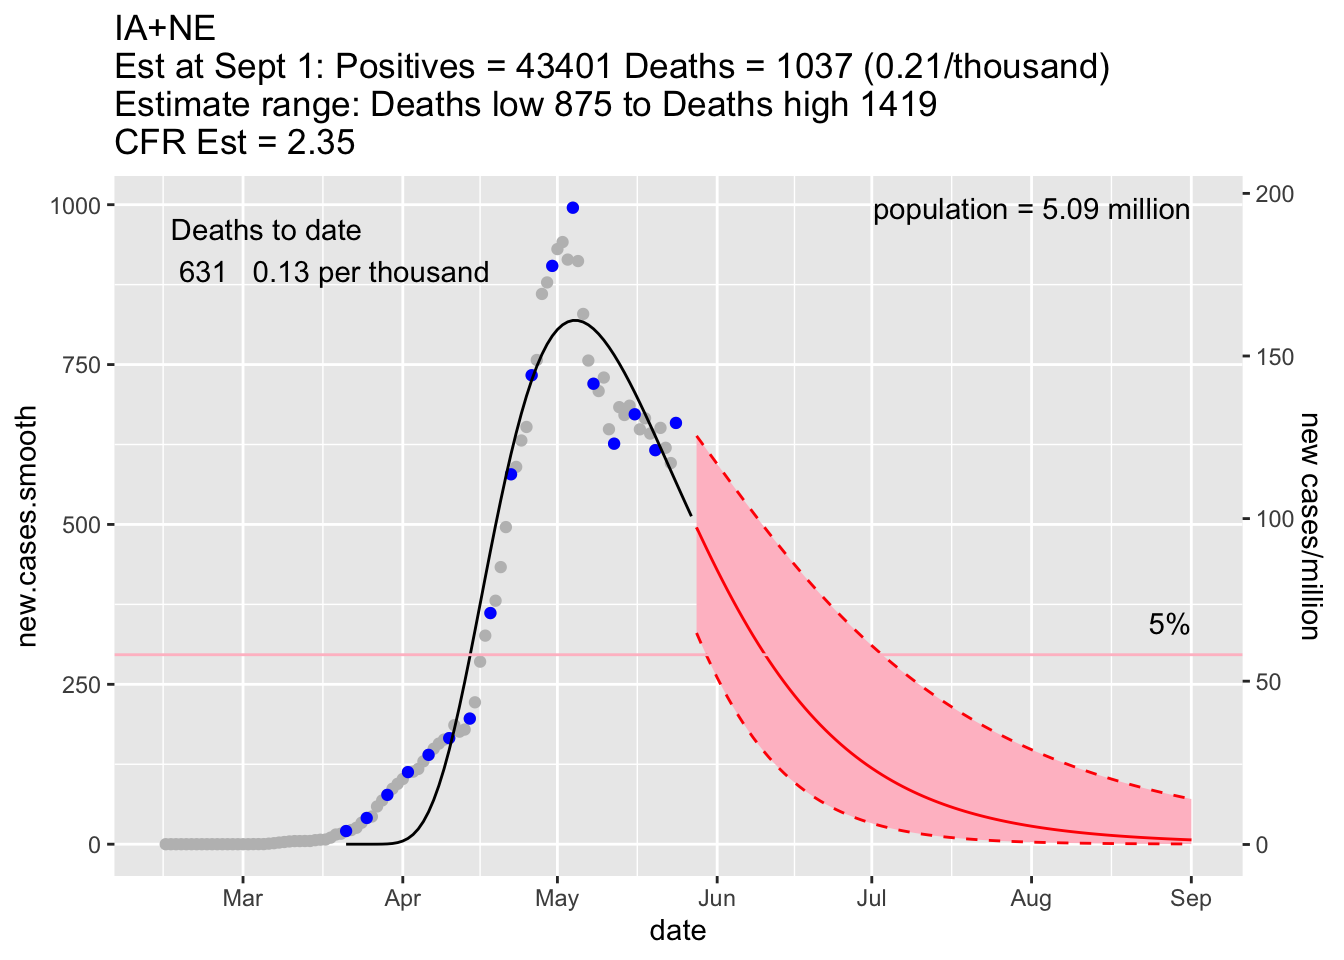 IA+NE
Est at Sept 1: Positives = 43401 Deaths = 1037 (0.21/thousand)
Estimate range: Deaths low 875 to Deaths high 1419
CFR Est = 2.35
Deaths to date
631 0.13 per thousand
population = 5.09 million
5%
1000
750
500
250
0
new.cases.smooth
200
150
100
50
0
new cases/million
Mar Apr May Jun Jul Aug Sep
date